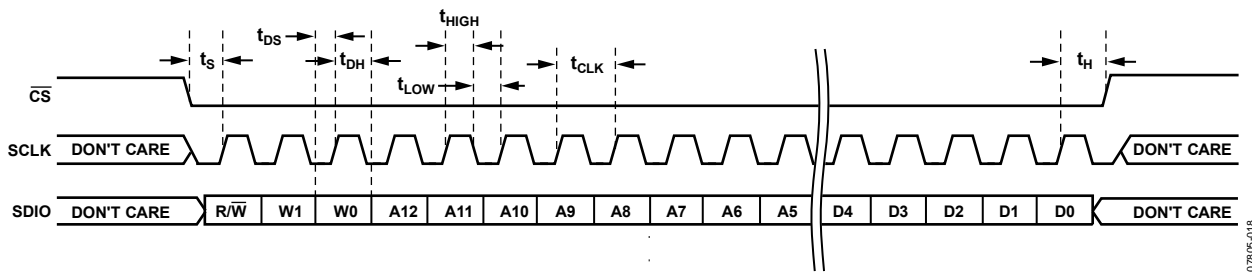 tHIGH
tDS
tS
tDH
tCLK
tH
tLOW
CS
SCLK DON'T CARE DON'T CARE
SDIO DON'T CARE R/W W1 W0 A12 A11 A10 A9 A8 A7 A6 A5 D4 D3 D2 D1 D0 DON'T CARE
07805-018